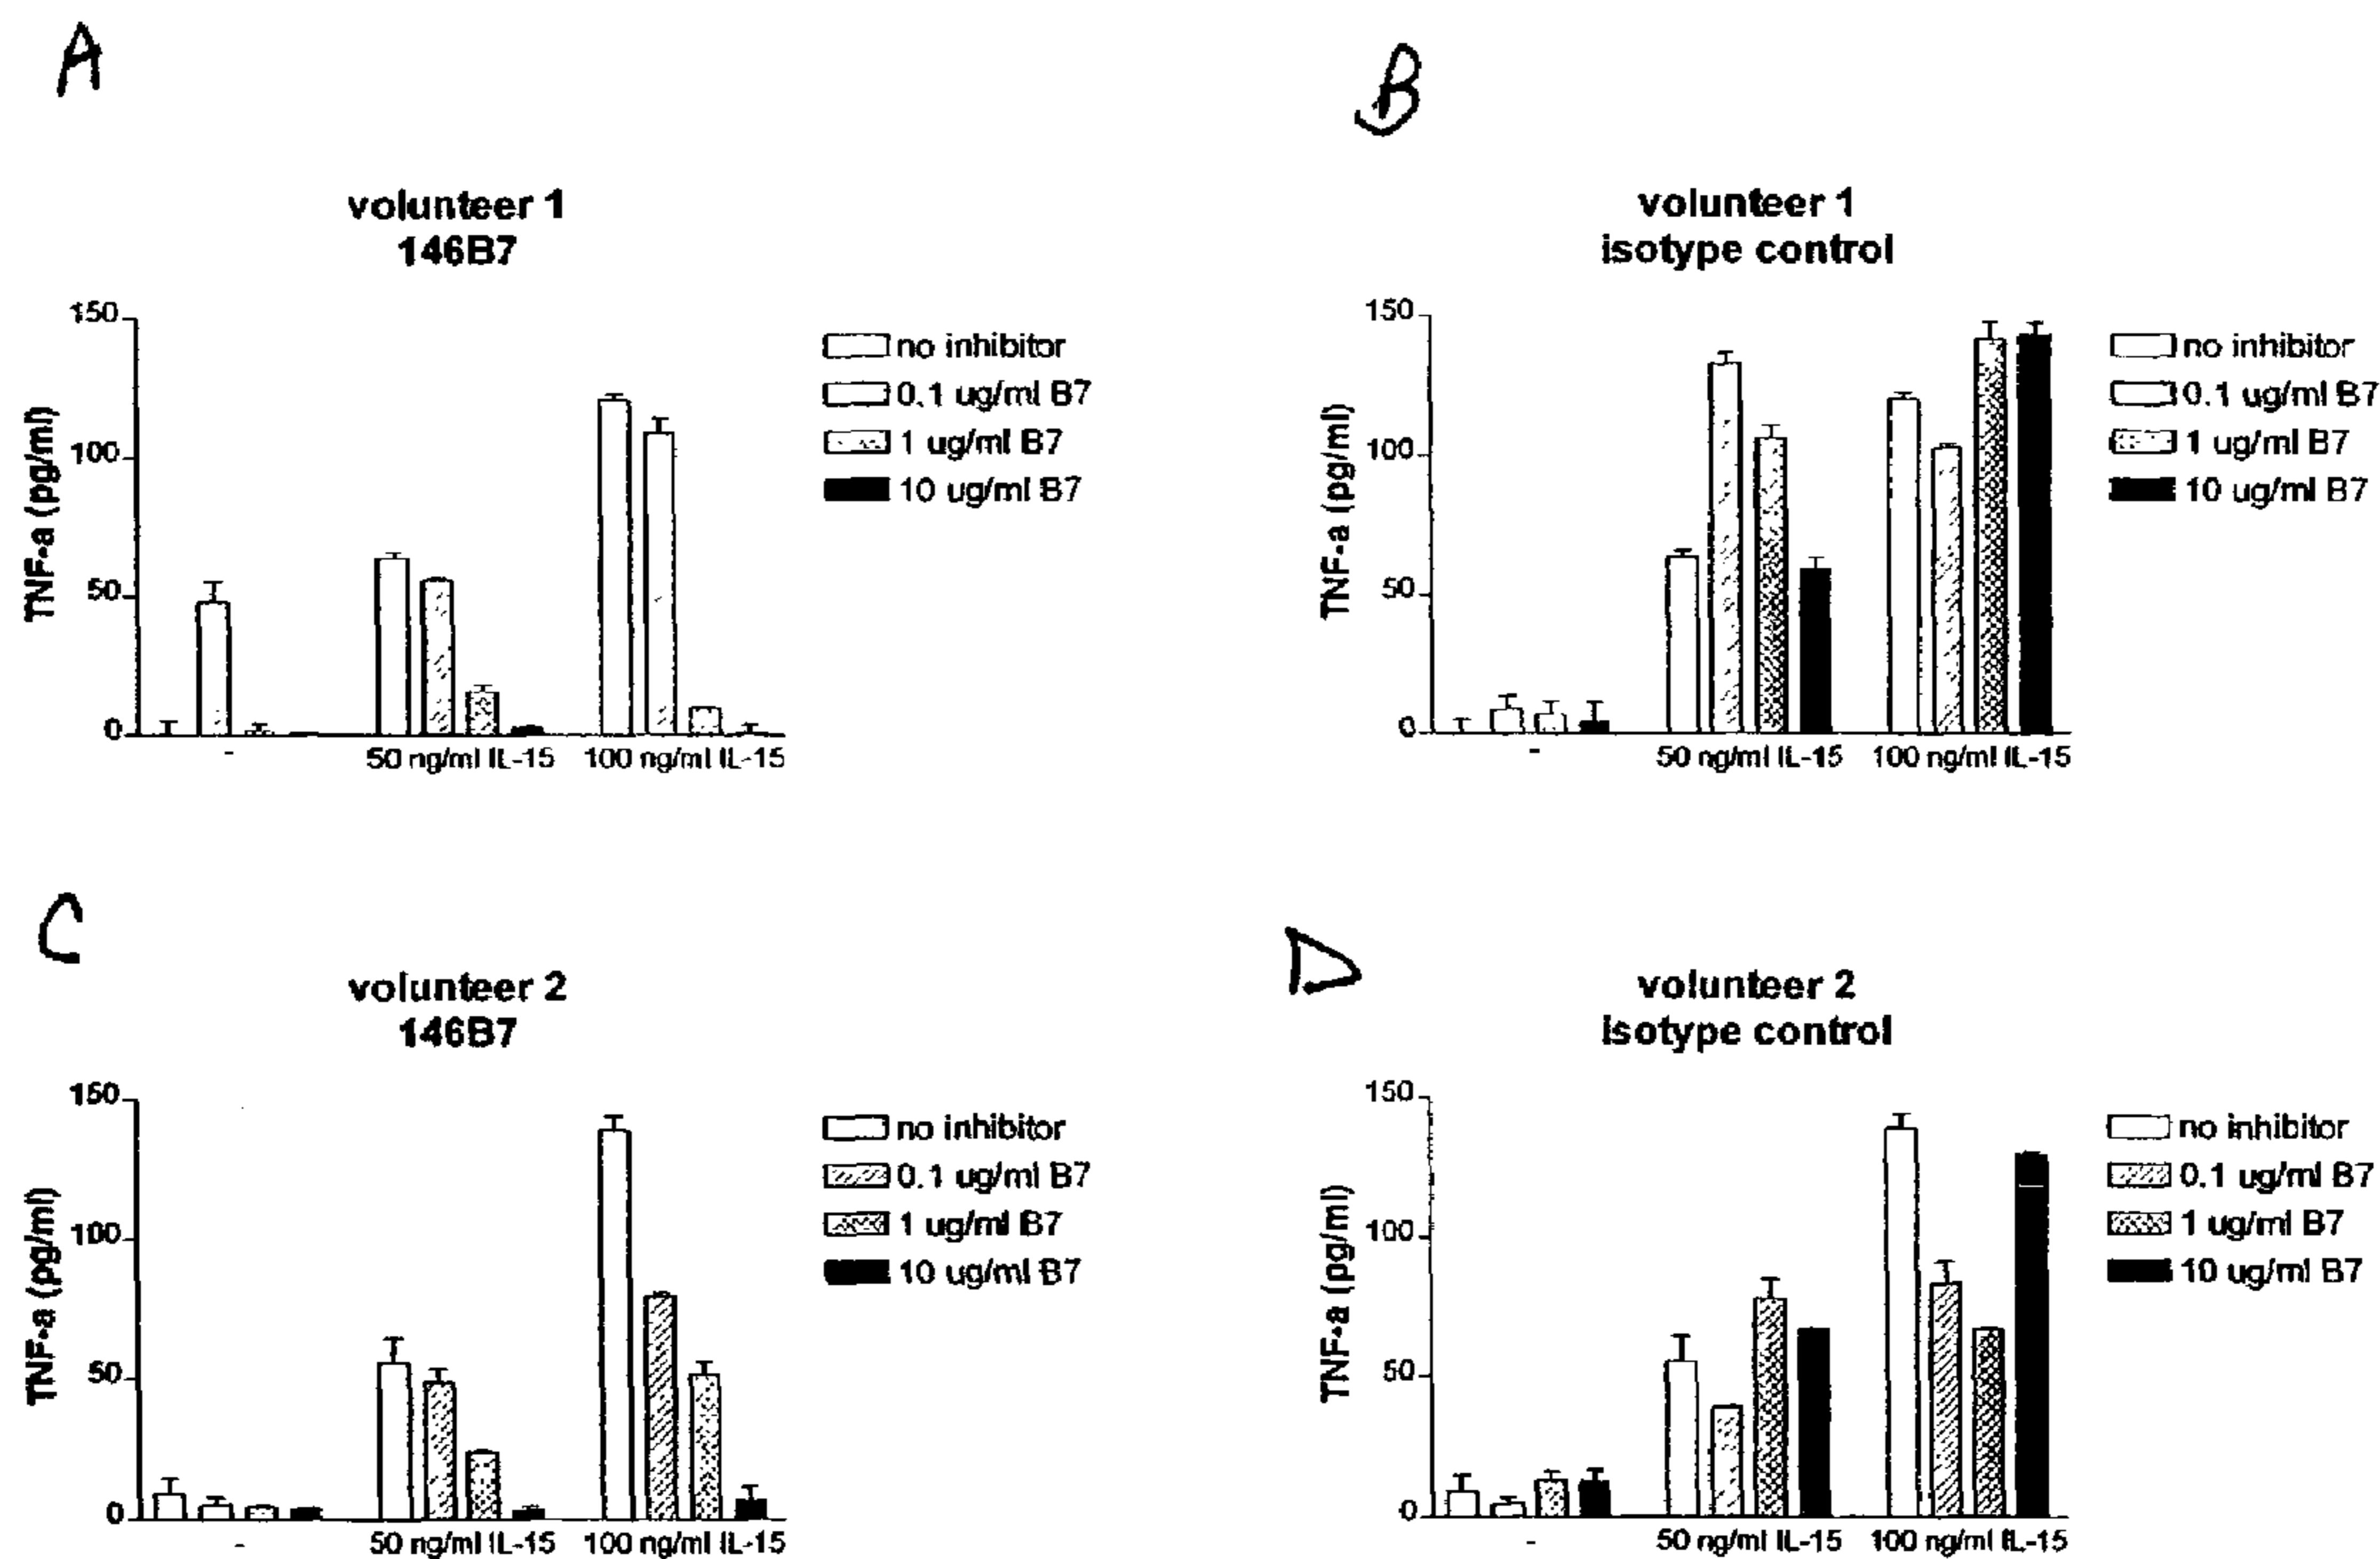 A
volunteer 1
146B7
150
100
50
0
TNF-a (pg/ml)
no inhibitor
0.1 ug/ml B7
1 ug/ml B7
10 ug/ml B7
-
50 ng/ml IL-15
100 ng/ml IL-15
B
volunteer 1
isotype control
150
100
50
0
TNF-a (pg/ml)
no inhibitor
0.1 ug/ml B7
1 ug/ml B7
10 ug/ml B7
-
50 ng/ml IL-15
100 ng/ml IL-15
C
volunteer 2
146B7
150
100
50
0
TNF-a (pg/ml)
no inhibitor
0.1 ug/ml B7
1 ug/ml B7
10 ug/ml B7
-
50 ng/ml IL-15
100 ng/ml IL-15
D
volunteer 2
isotype control
150
100
50
0
TNF-a (pg/ml)
no inhibitor
0.1 ug/ml B7
1 ug/ml B7
10 ug/ml B7
-
50 ng/ml IL-15
100 ng/ml IL-15